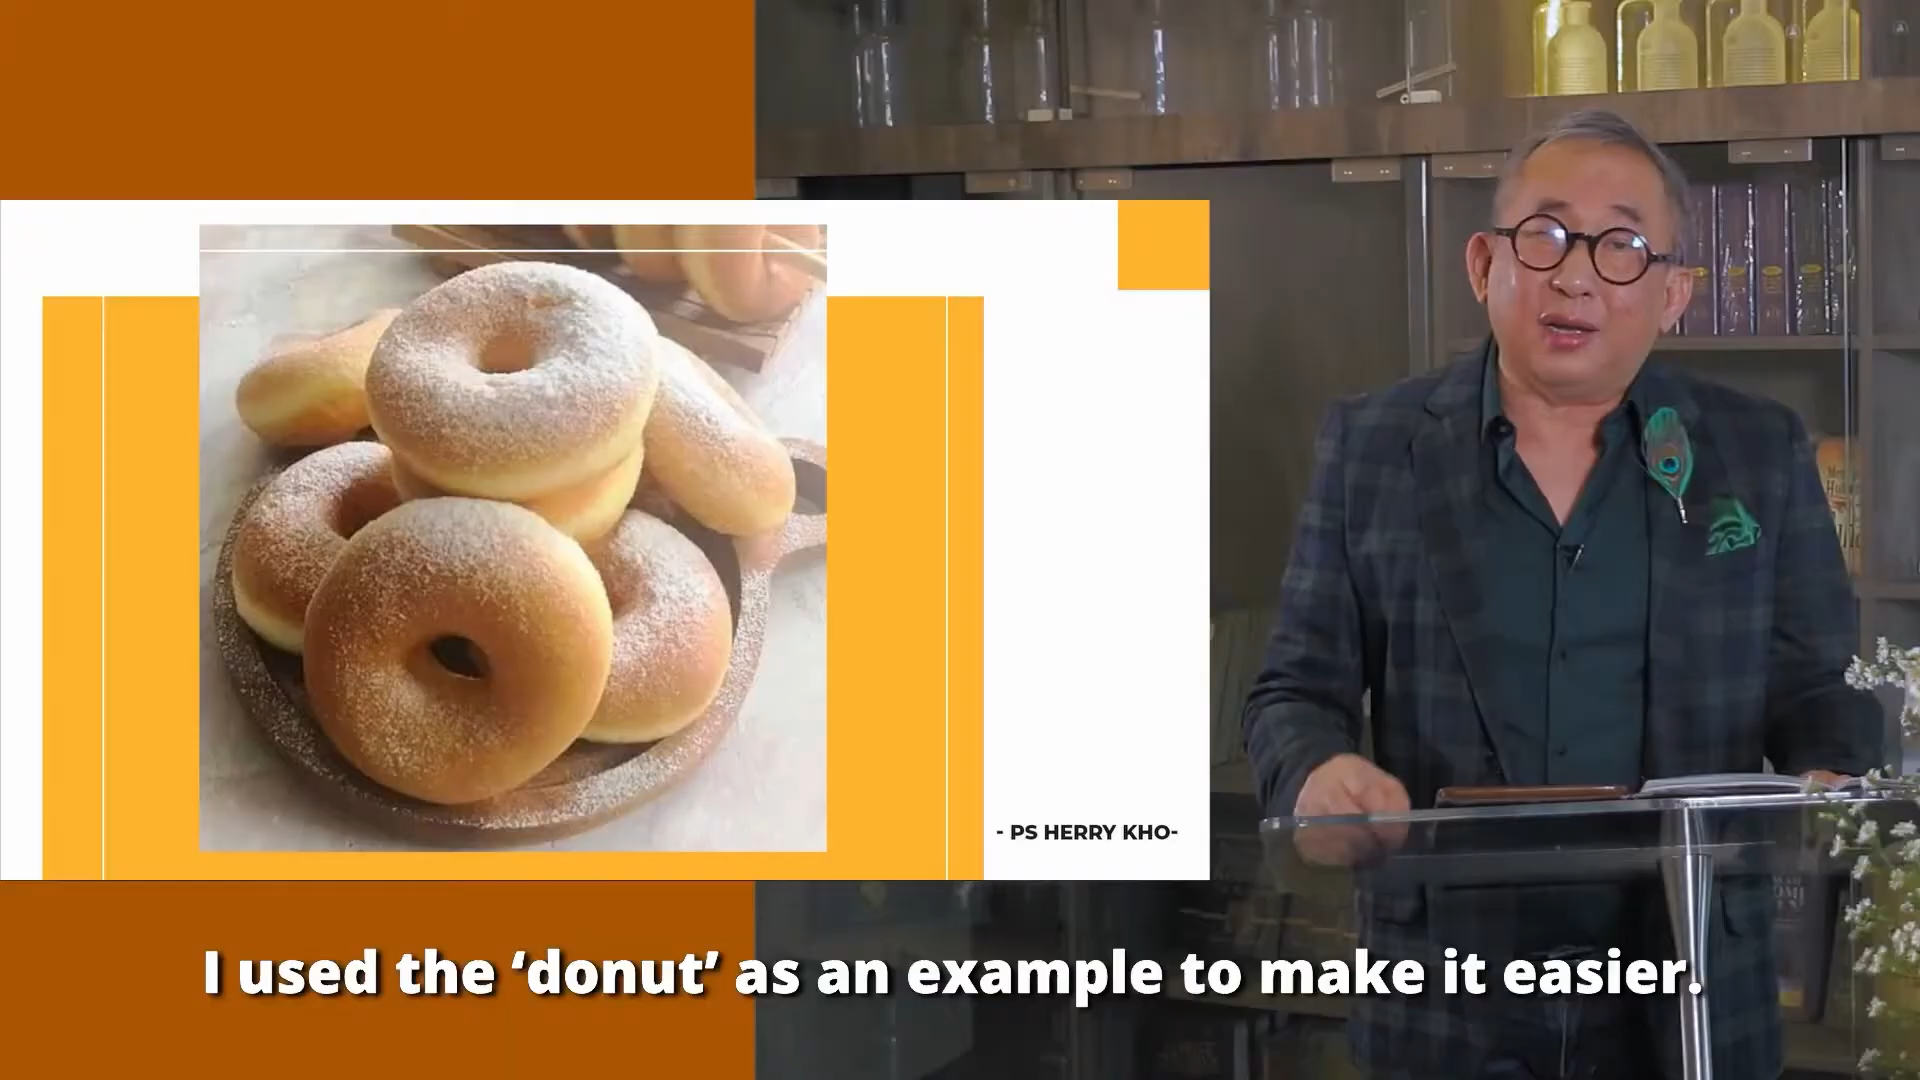 - PS HERRY KHO-
I used the ‘donut’ as an example to make it easier.